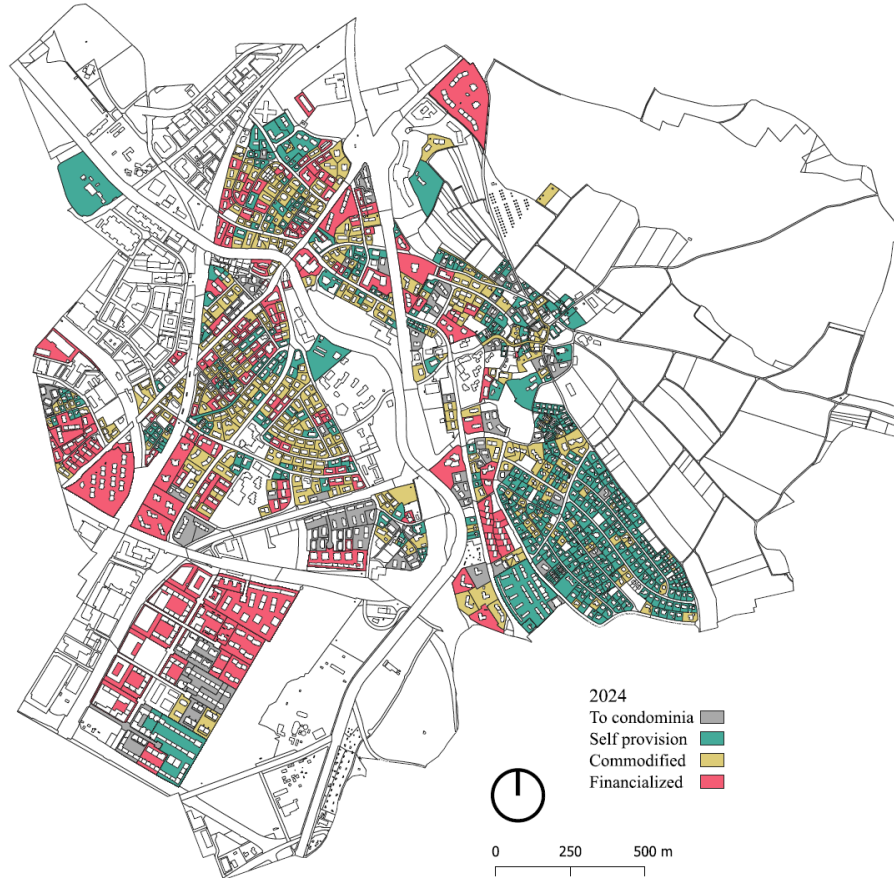 2024
To condominia
Self provision
Commodified
Financialized
0 250 500 m